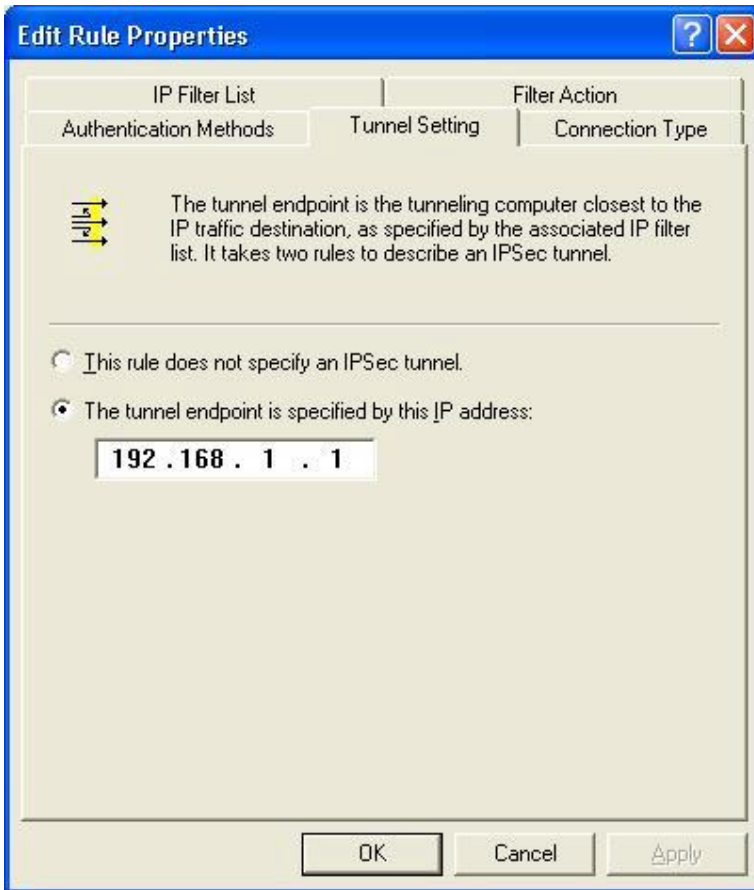 Edit Rule Properties
?
IP Filter List
Filter Action
Authentication Methods
Tunnel Setting
Connection Type
The tunnel endpoint is the tunneling computer closest to the
IP traffic destination, as specified by the associated IP filter
list. It takes two rules to describe an IPSec tunnel.
This rule does not specify an IPSec tunnel.
The tunnel endpoint is specified by this IP address:
192 . 168 . 1 . 1
OK
Cancel
Apply